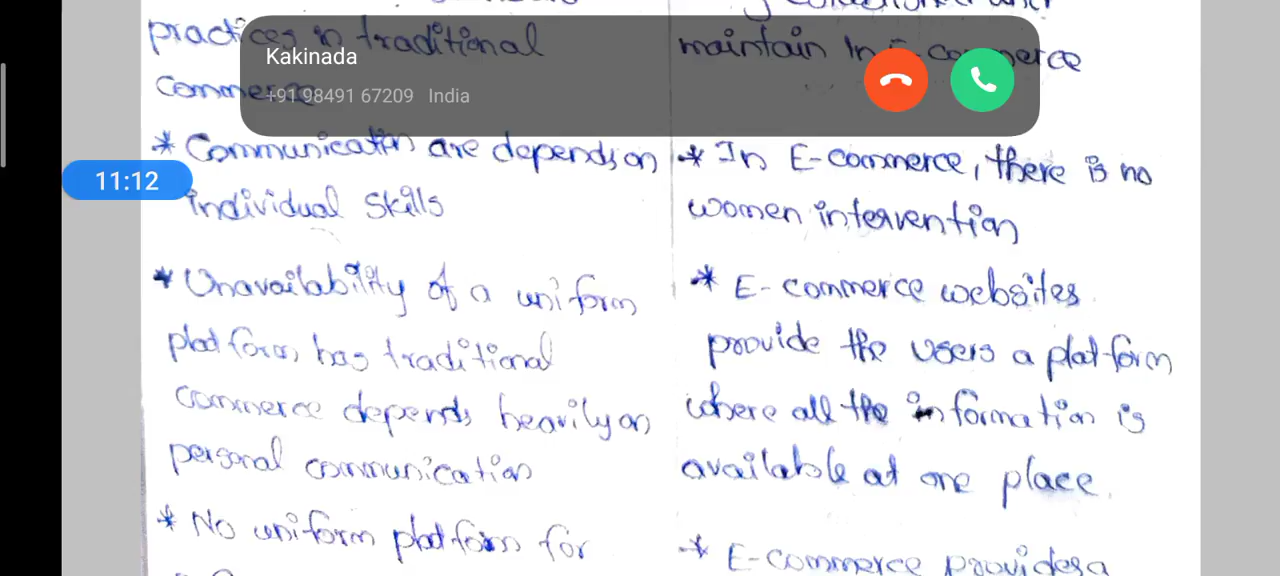 practices in traditional
Commerce
* Communication are depends on
individual skills
* Unavailability of a uniform
platform, has traditional
commerce depends heavily on
personal communication
* No uniform platform for
maintain In E-commerce
* In E-commerce, there is no
women intervention
* E-commerce websites
provide the users a platform
where all the information is
available at one place.
* E-commerce provides a
Kakinada
+91 98491 67209 India
11:12